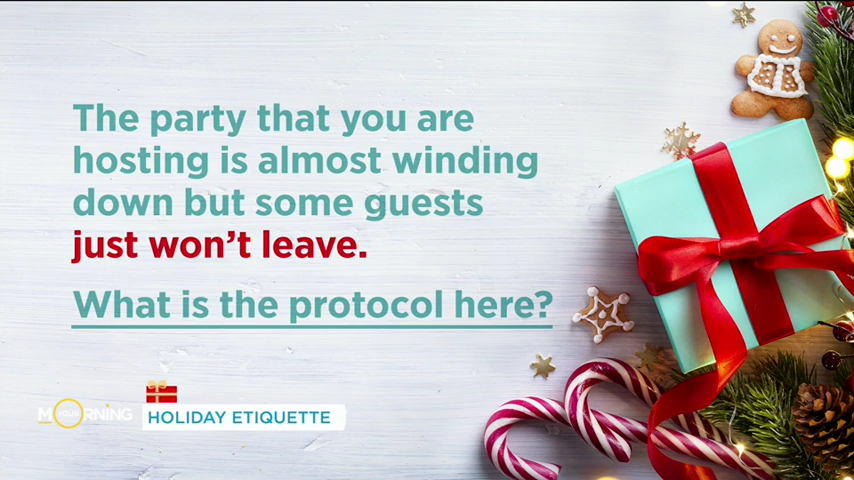 The party that you are
hosting is almost winding
down but some guests
just won't leave.
What is the protocol here?
YOUR
MORNING
HOLIDAY ETIQUETTE